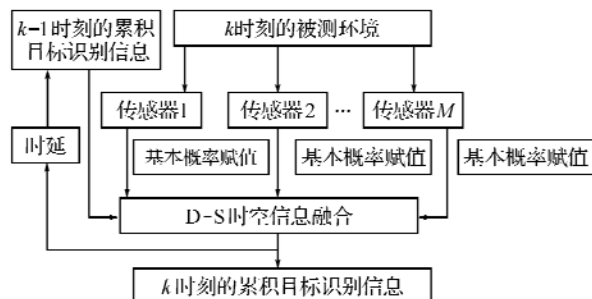 k-1时刻的累积
目标识别信息
k时刻的被测环境
传感器1
传感器2
…
传感器M
时延
基本概率赋值
基本概率赋值
基本概率赋值
D-S时空信息融合
k时刻的累积目标识别信息